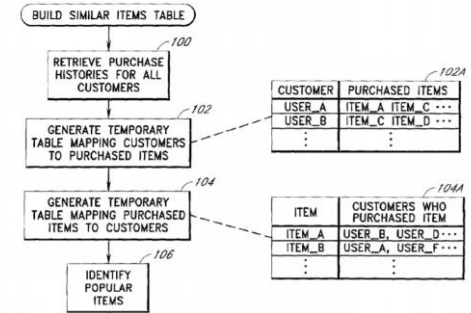 BUILD SIMILAR ITEMS TABLE
100
RETRIEVE PURCHASE
HISTORIES FOR ALL
CUSTOMERS
102
GENERATE TEMPORARY
TABLE MAPPING CUSTOMERS
TO PURCHASED ITEMS
104
GENERATE TEMPORARY
TABLE MAPPING PURCHASED
ITEMS TO CUSTOMERS
106
IDENTIFY
POPULAR
ITEMS
102A
CUSTOMER PURCHASED ITEMS
USER_A ITEM_A ITEM_C ···
USER_B ITEM_C ITEM_D ···
⋮ ⋮
104A
ITEM CUSTOMERS WHO
PURCHASED ITEM
ITEM_A USER_B, USER_D···
ITEM_B USER_A, USER_F···
⋮ ⋮